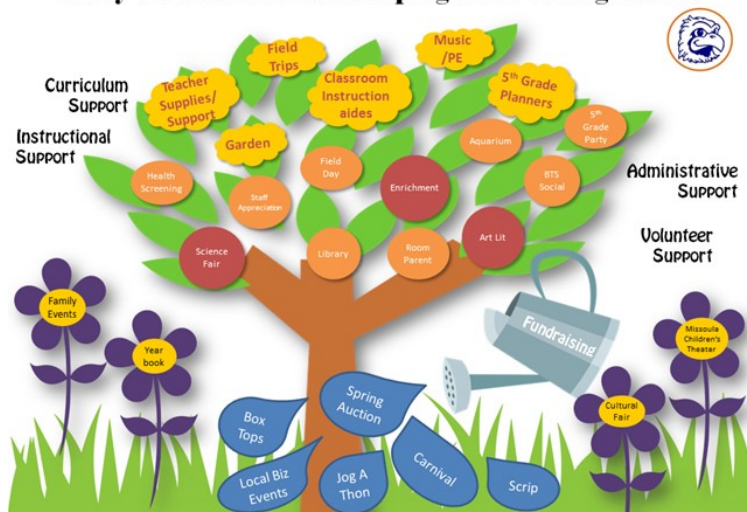 Music
/PE
Field
Trips
Curriculum
Support
Teacher
Supplies/
Support
Classroom
Instruction
aides
5th Grade
Planners
Instructional
Support
Garden
Aquarium
5th
Grade
Party
Health
Screening
Field
Day
Enrichment
BTS
Social
Administrative
Support
Staff
Appreciation
Science
Fair
Library
Room
Parent
Art Lit
Volunteer
Support
Family
Events
Year
book
Fundraising
Missoula
Children's
Theater
Cultural
Fair
Box
Tops
Spring
Auction
Local Biz
Events
Jog A
Thon
Carnival
Scrip